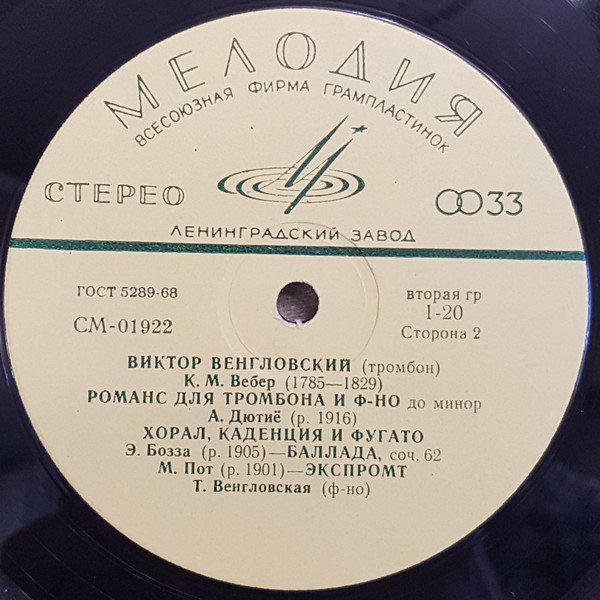 МЕЛОДИЯ
ВСЕСОЮЗНАЯ ФИРМА ГРАМПЛАСТИНОК
СТЕРЕО
33
ЛЕНИНГРАДСКИЙ ЗАВОД
ГОСТ 5289-68
вторая гр
СМ-01922
1-20
Сторона 2
ВИКТОР ВЕНГЛОВСКИЙ (тромбон)
К. М. Вебер (1785—1829)
РОМАНС ДЛЯ ТРОМБОНА И Ф-НО до минор
А. Дютиё (р. 1916)
ХОРАЛ, КАДЕНЦИЯ И ФУГАТО
Э. Бозза (р. 1905)—БАЛЛАДА, соч. 62
М. Пот (р. 1901)—ЭКСПРОМТ
Т. Венгловская (ф-но)